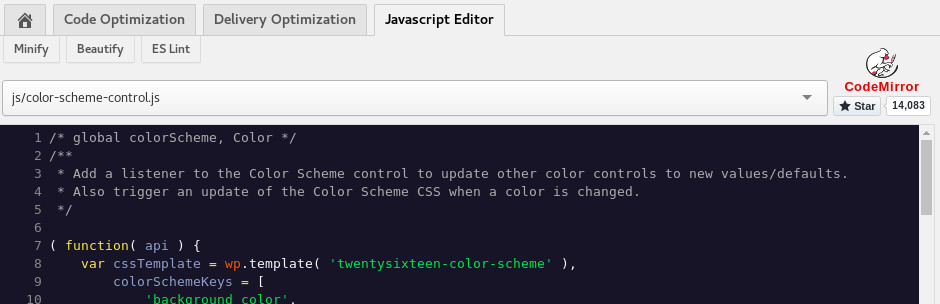 Code Optimization Delivery Optimization Javascript Editor
Minify Beautify ES Lint
CodeMirror
js/color-scheme-control.js
Star 14,083
1 /* global colorScheme, Color */
2 /**
3  * Add a listener to the Color Scheme control to update other color controls to new values/defaults.
4  * Also trigger an update of the Color Scheme CSS when a color is changed.
5  */
6
7 ( function( api ) {
8     var cssTemplate = wp.template( 'twentysixteen-color-scheme' ),
9         colorSchemeKeys = [
10             'background_color',